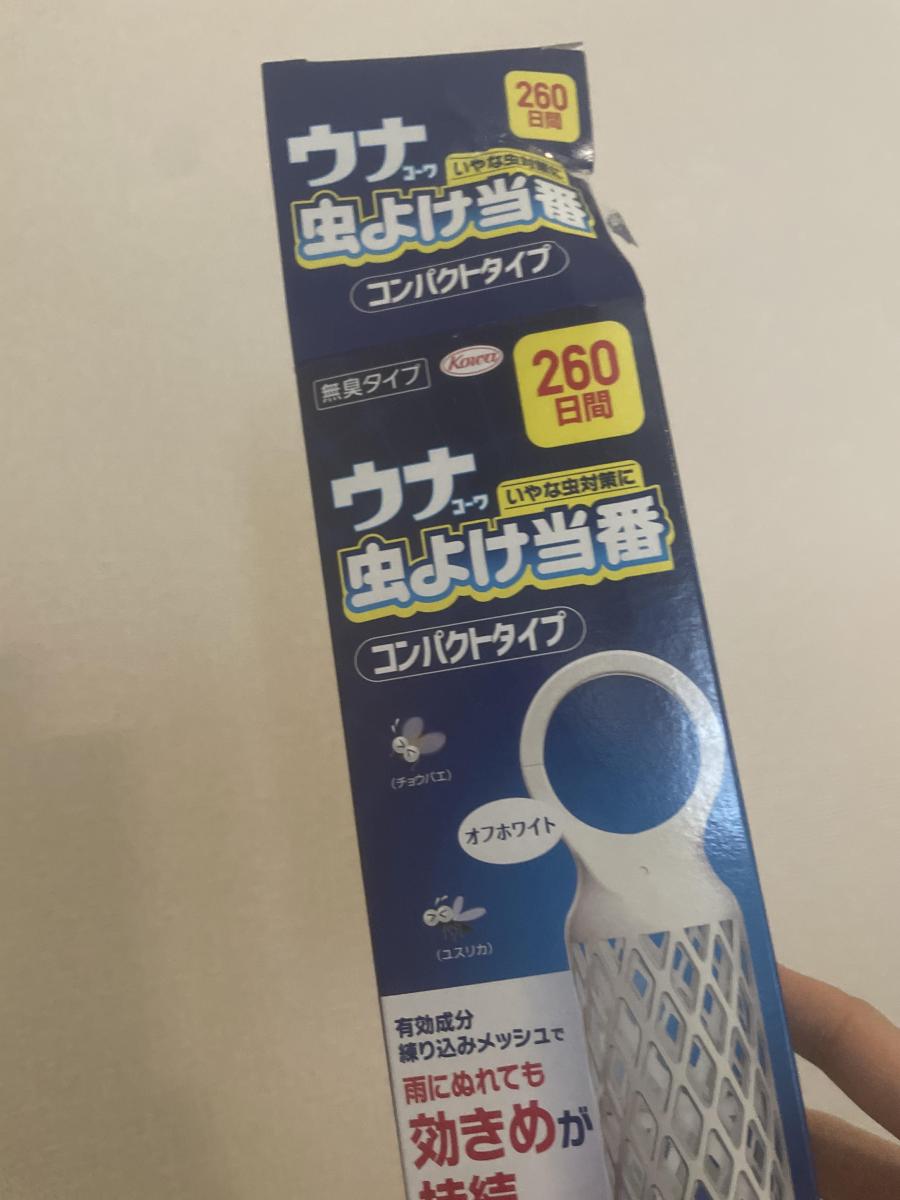 260
日間
ウナ
コーワ
いやな虫対策に
虫よけ当番
コンパクトタイプ
無臭タイプ
Kowa
260
日間
ウナ
コーワ
いやな虫対策に
虫よけ当番
コンパクトタイプ
(チョウバエ)
オフホワイト
(ユスリカ)
有効成分
練り込みメッシュで
雨にぬれても
効きめが
持続